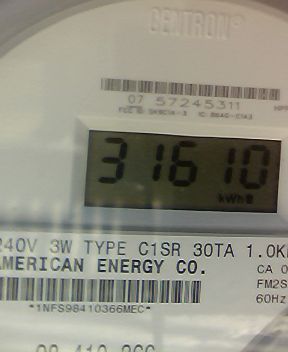 CENTRON®
07 57245311
31610
kWh
240V 3W TYPE C1SR 30TA 1.0K
AMERICAN ENERGY CO.
CA 0
FM2S
60Hz
*1NFS98410366MEC*